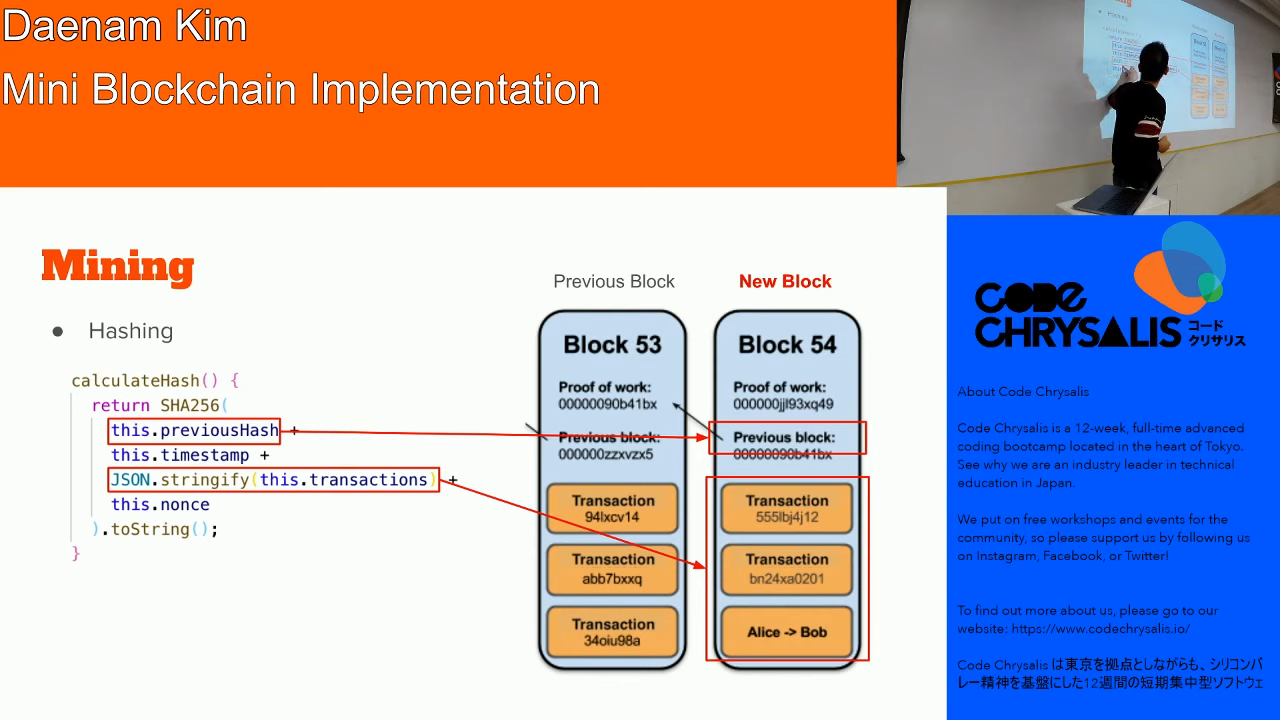 Daenam Kim
Mini Blockchain Implementation
Mining
● Hashing
calculateHash() {
return SHA256(
this.previousHash +
this.timestamp +
JSON.stringify(this.transactions) +
this.nonce
).toString();
}
Previous Block
Block 53
Proof of work:
00000090b41bx
Previous block:
000000zzxvzx5
Transaction
94lxcv14
Transaction
abb7bxxq
Transaction
34oiu98a
New Block
Block 54
Proof of work:
000000jjl93xq49
Previous block:
00000090b41bx
Transaction
555lbj4j12
Transaction
bn24xa0201
Alice -> Bob
CODE
CHRYSALIS
コード
クリサリス
About Code Chrysalis
Code Chrysalis is a 12-week, full-time advanced
coding bootcamp located in the heart of Tokyo.
See why we are an industry leader in technical
education in Japan.
We put on free workshops and events for the
community, so please support us by following us
on Instagram, Facebook, or Twitter!
To find out more about us, please go to our
website: https://www.codechrysalis.io/
Code Chrysalis は東京を拠点としながらも、シリコンバ
レー精神を基盤にした12週間の短期集中型ソフトウェ